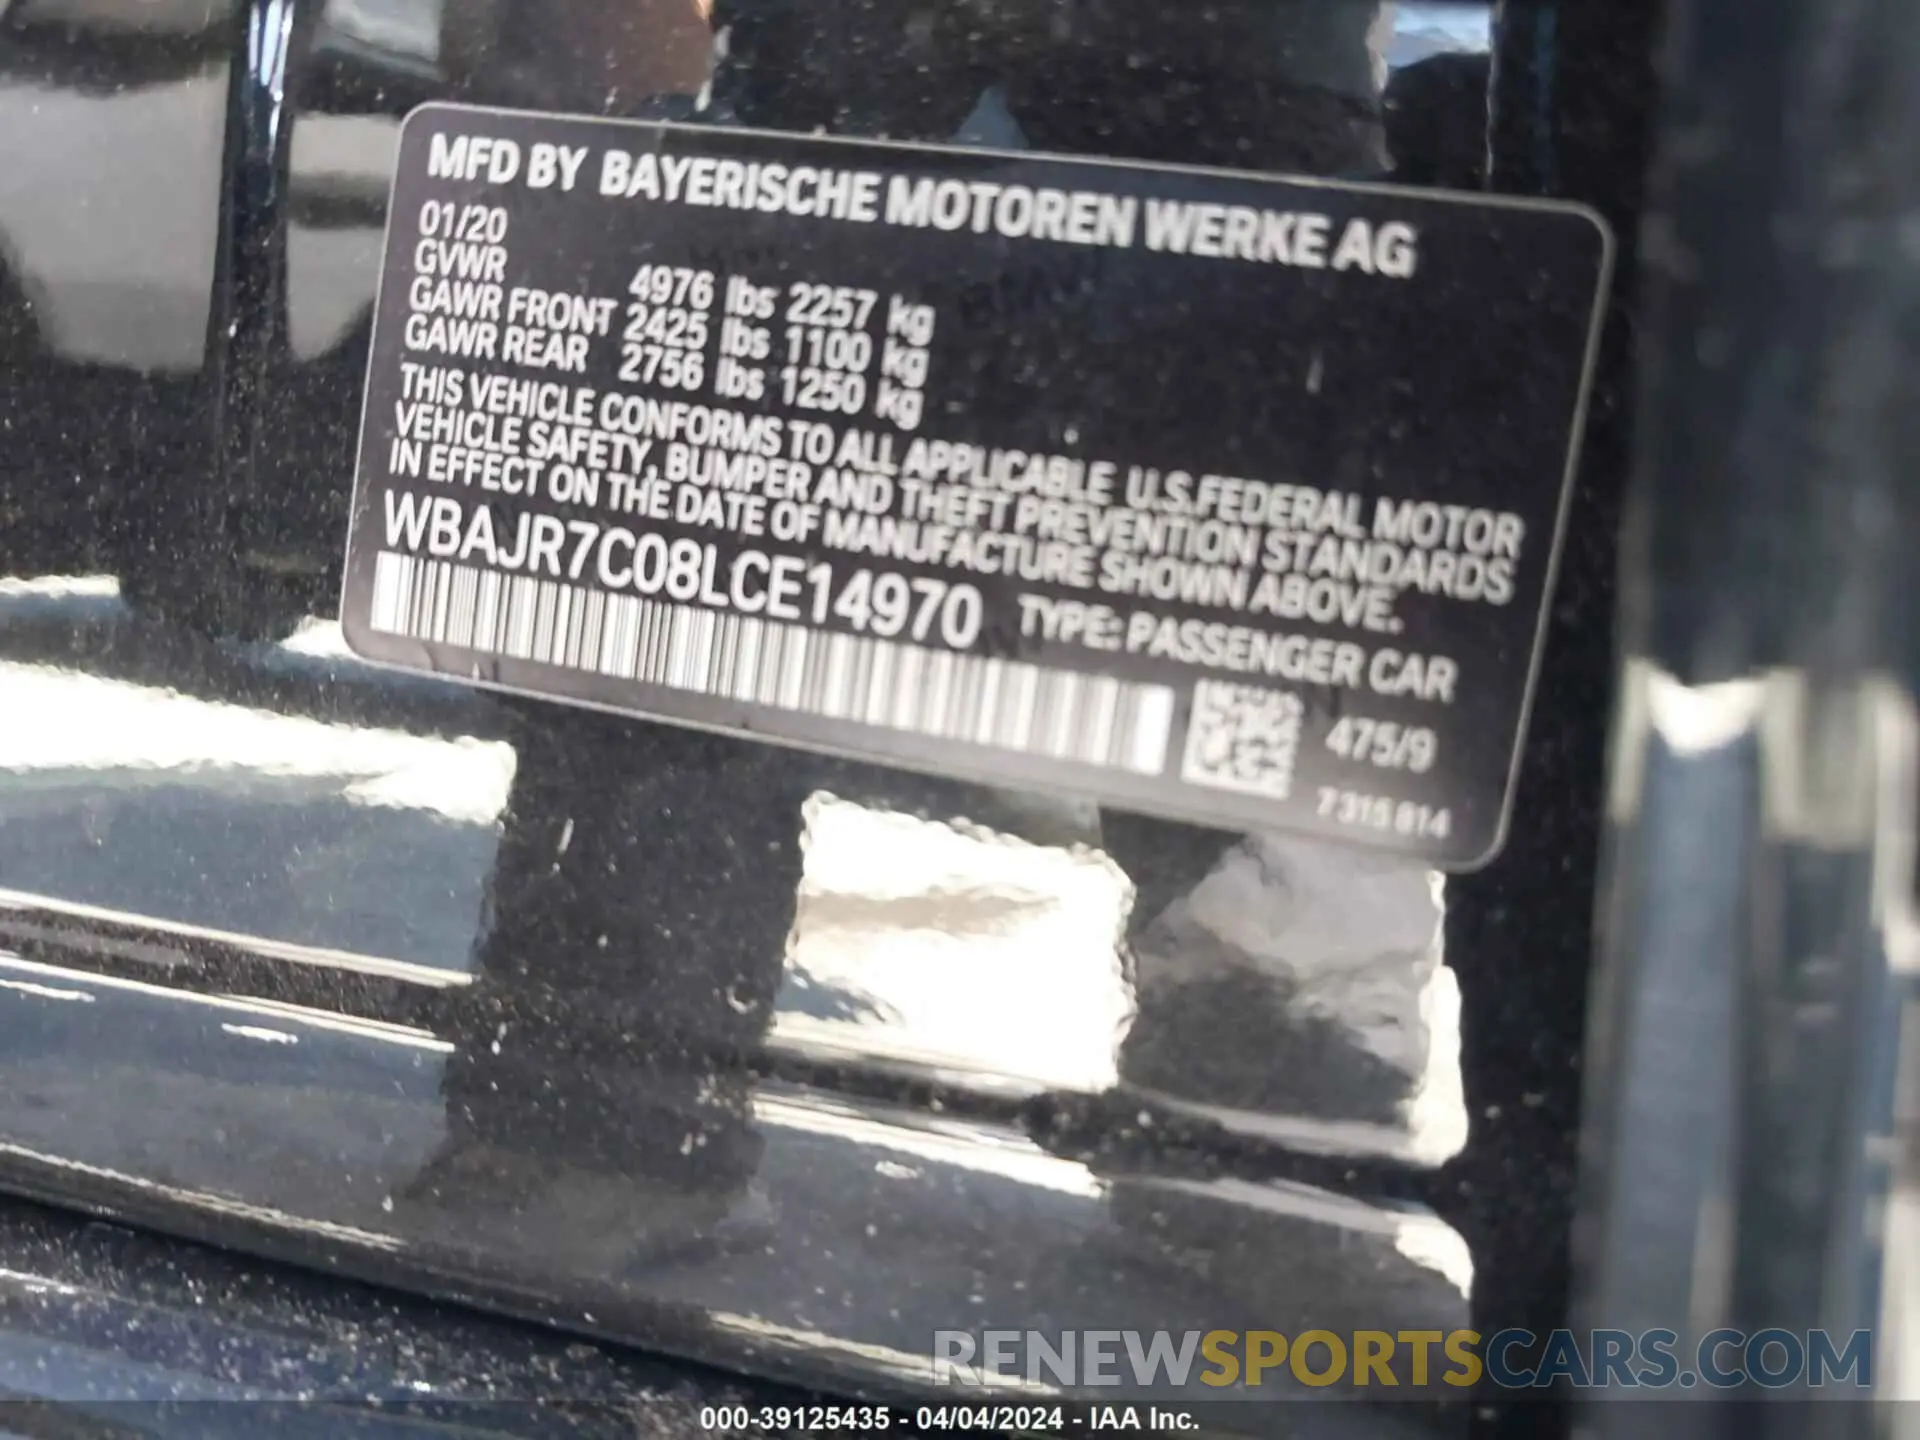 MFD BY BAYERISCHE MOTOREN WERKE AG
01/20
GVWR 4976 lbs 2257 kg
GAWR FRONT 2425 lbs 1100 kg
GAWR REAR 2756 lbs 1250 kg
THIS VEHICLE CONFORMS TO ALL APPLICABLE U.S.FEDERAL MOTOR
VEHICLE SAFETY, BUMPER AND THEFT PREVENTION STANDARDS
IN EFFECT ON THE DATE OF MANUFACTURE SHOWN ABOVE.
WBAJR7C08LCE14970 TYPE: PASSENGER CAR
475/9
7 315 814
RENEWSPORTSCARS.COM
000-39125435 - 04/04/2024 - IAA Inc.